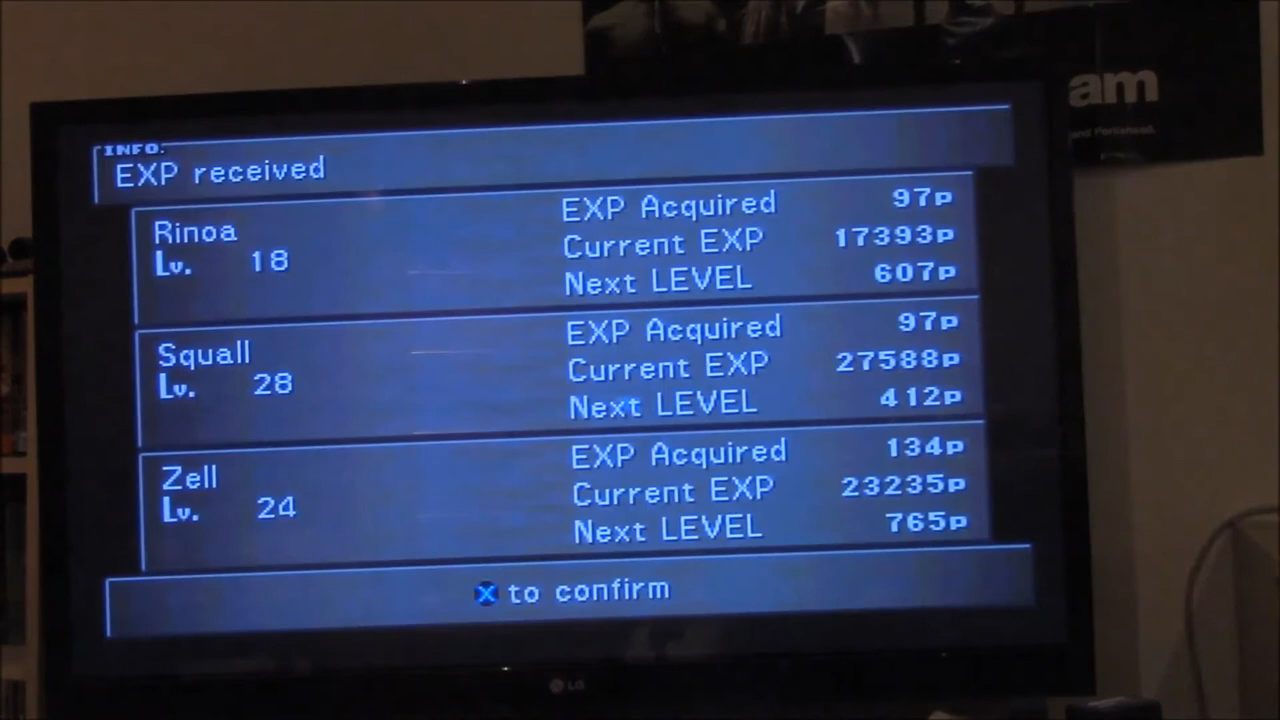 am
and Portishead.
INFO.
EXP received
Rinoa
Lv. 18
EXP Acquired 97p
Current EXP 17393p
Next LEVEL 607p
Squall
Lv. 28
EXP Acquired 97p
Current EXP 27588p
Next LEVEL 412p
Zell
Lv. 24
EXP Acquired 134p
Current EXP 23235p
Next LEVEL 765p
X to confirm
LG